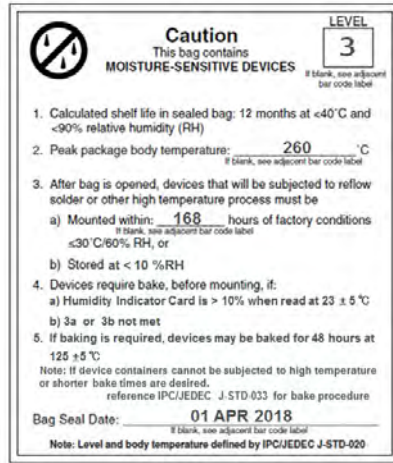 LEVEL
3
Caution
This bag contains
MOISTURE-SENSITIVE DEVICES
If blank, see adjacent
bar code label
1. Calculated shelf life in sealed bag: 12 months at <40°C and
<90% relative humidity (RH)
2. Peak package body temperature: 260 °C
If blank, see adjacent bar code label
3. After bag is opened, devices that will be subjected to reflow
solder or other high temperature process must be
a) Mounted within: 168 hours of factory conditions
If blank, see adjacent bar code label
≤30°C/60% RH, or
b) Stored at < 10 %RH
4. Devices require bake, before mounting, if:
a) Humidity Indicator Card is > 10% when read at 23 ± 5 °C
b) 3a or 3b not met
5. If baking is required, devices may be baked for 48 hours at
125 ±5 °C
Note: If device containers cannot be subjected to high temperature
or shorter bake times are desired.
reference IPC/JEDEC J-STD-033 for bake procedure
Bag Seal Date: 01 APR 2018
If blank, see adjacent bar code label
Note: Level and body temperature defined by IPC/JEDEC J-STD-020